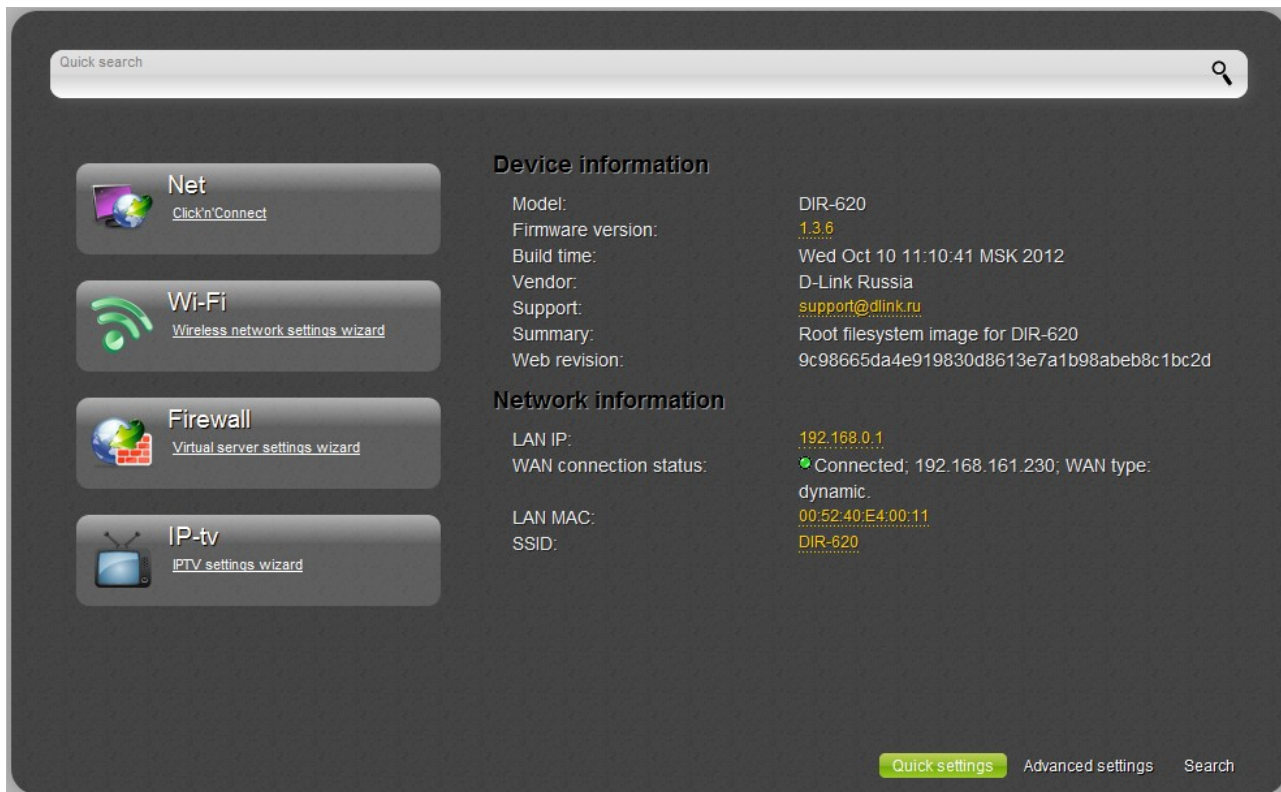 Quick search
Net
Click'n'Connect
Wi-Fi
Wireless network settings wizard
Firewall
Virtual server settings wizard
IP-tv
IPTV settings wizard
Device information
Model: DIR-620
Firmware version: 1.3.6
Build time: Wed Oct 10 11:10:41 MSK 2012
Vendor: D-Link Russia
Support: support@dlink.ru
Summary: Root filesystem image for DIR-620
Web revision: 9c98665da4e919830d8613e7a1b98abeb8c1bc2d
Network information
LAN IP: 192.168.0.1
WAN connection status: Connected; 192.168.161.230; WAN type:
dynamic.
LAN MAC: 00:52:40:E4:00:11
SSID: DIR-620
Quick settings Advanced settings Search